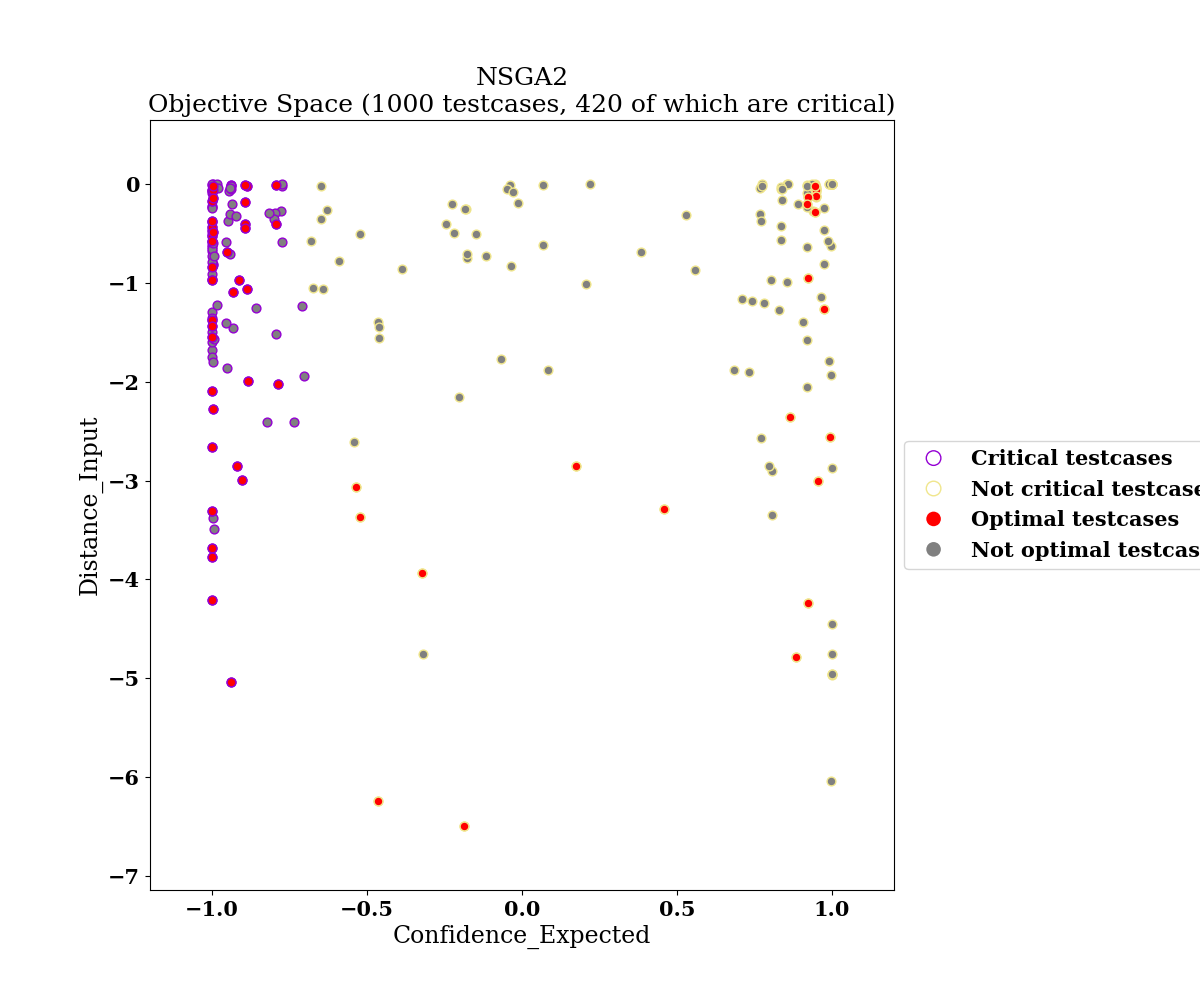 NSGA2
Objective Space (1000 testcases, 420 of which are critical)
0
−1
−2
−3
−4
−5
−6
−7
Distance_Input
−1.0 −0.5 0.0 0.5 1.0
Confidence_Expected
Critical testcases
Not critical testcase
Optimal testcases
Not optimal testcas